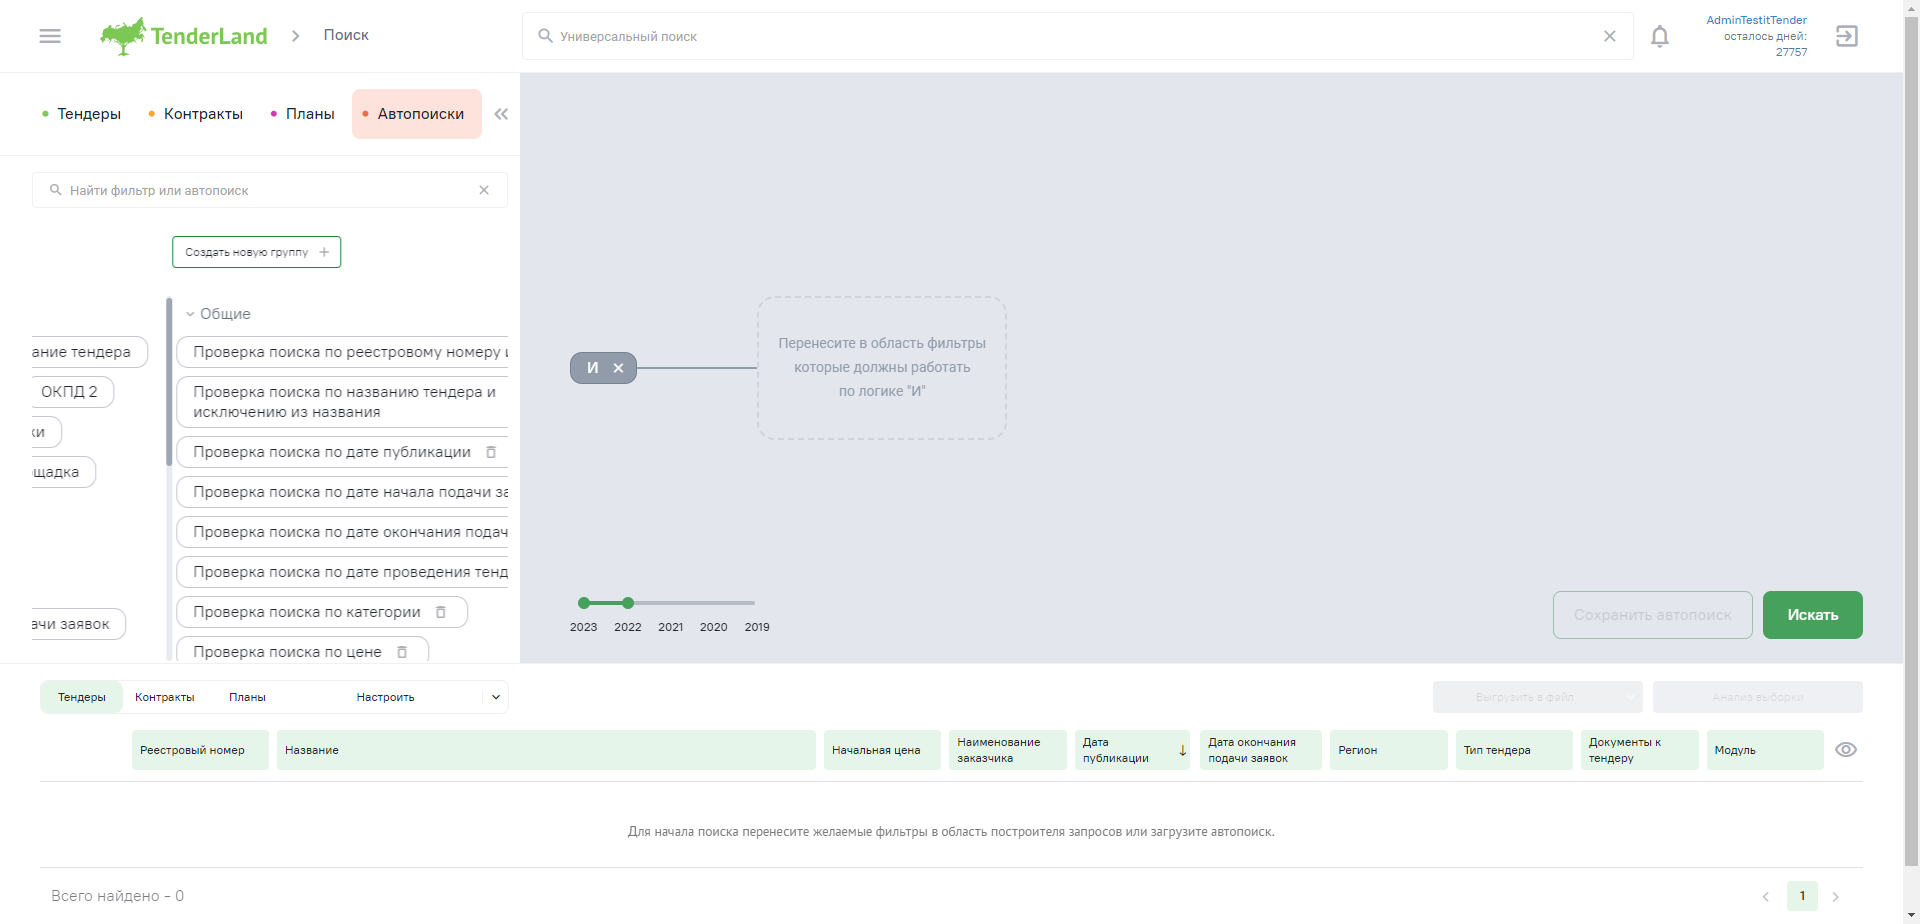 TenderLand
Поиск
Универсальный поиск
AdminTestitTender
осталось дней:
27757
Тендеры
Контракты
Планы
Автопоиски
Найти фильтр или автопоиск
Создать новую группу
Общие
ание тендера
ОКПД 2
ки
щадка
ачи заявок
Проверка поиска по реестровому номеру и
Проверка поиска по названию тендера и
исключению из названия
Проверка поиска по дате публикации
Проверка поиска по дате начала подачи за
Проверка поиска по дате окончания подач
Проверка поиска по дате проведения тенд
Проверка поиска по категории
Проверка поиска по цене
И
Перенесите в область фильтры
которые должны работать
по логике "И"
2023 2022 2021 2020 2019
Сохранить автопоиск
Искать
Тендеры
Контракты
Планы
Настроить
Выгрузить в файл
Анализ выборки
Реестровый номер
Название
Начальная цена
Наименование
заказчика
Дата
публикации
Дата окончания
подачи заявок
Регион
Тип тендера
Документы к
тендеру
Модуль
Для начала поиска перенесите желаемые фильтры в область построителя запросов или загрузите автопоиск.
Всего найдено - 0
1